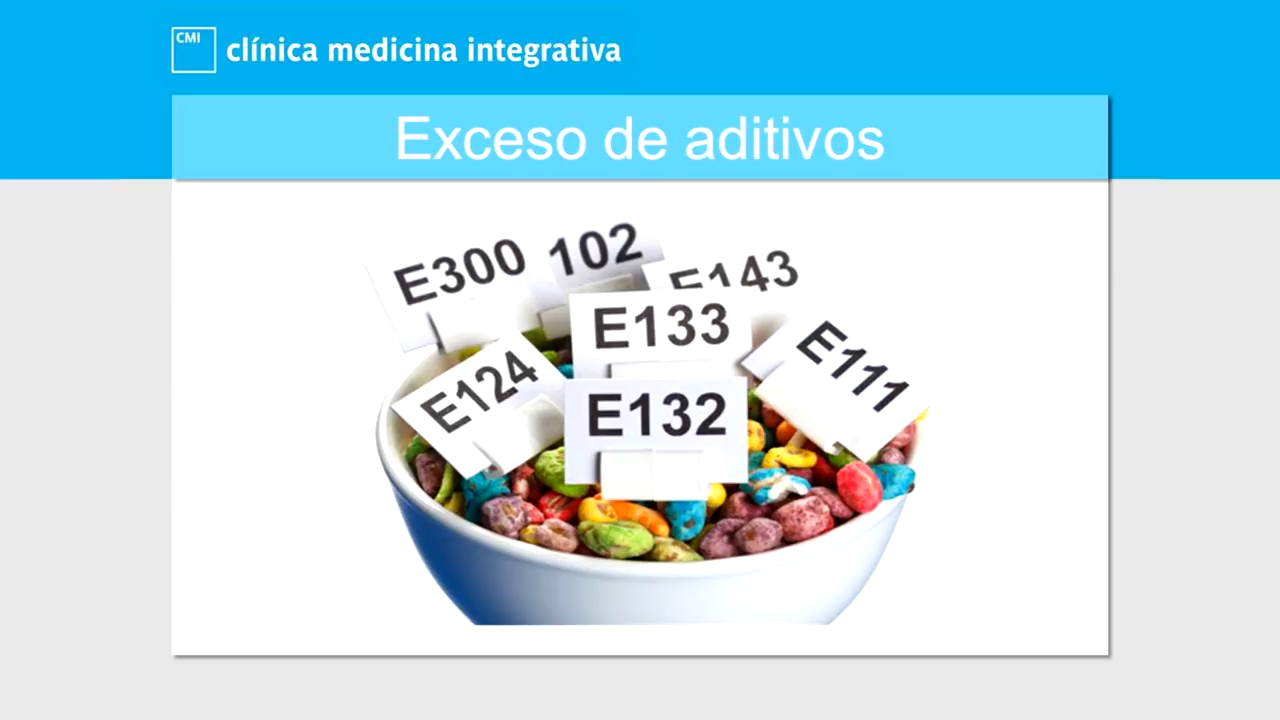 CMI
clínica medicina integrativa
Exceso de aditivos
E300
102
E143
E133
E111
E124
E132